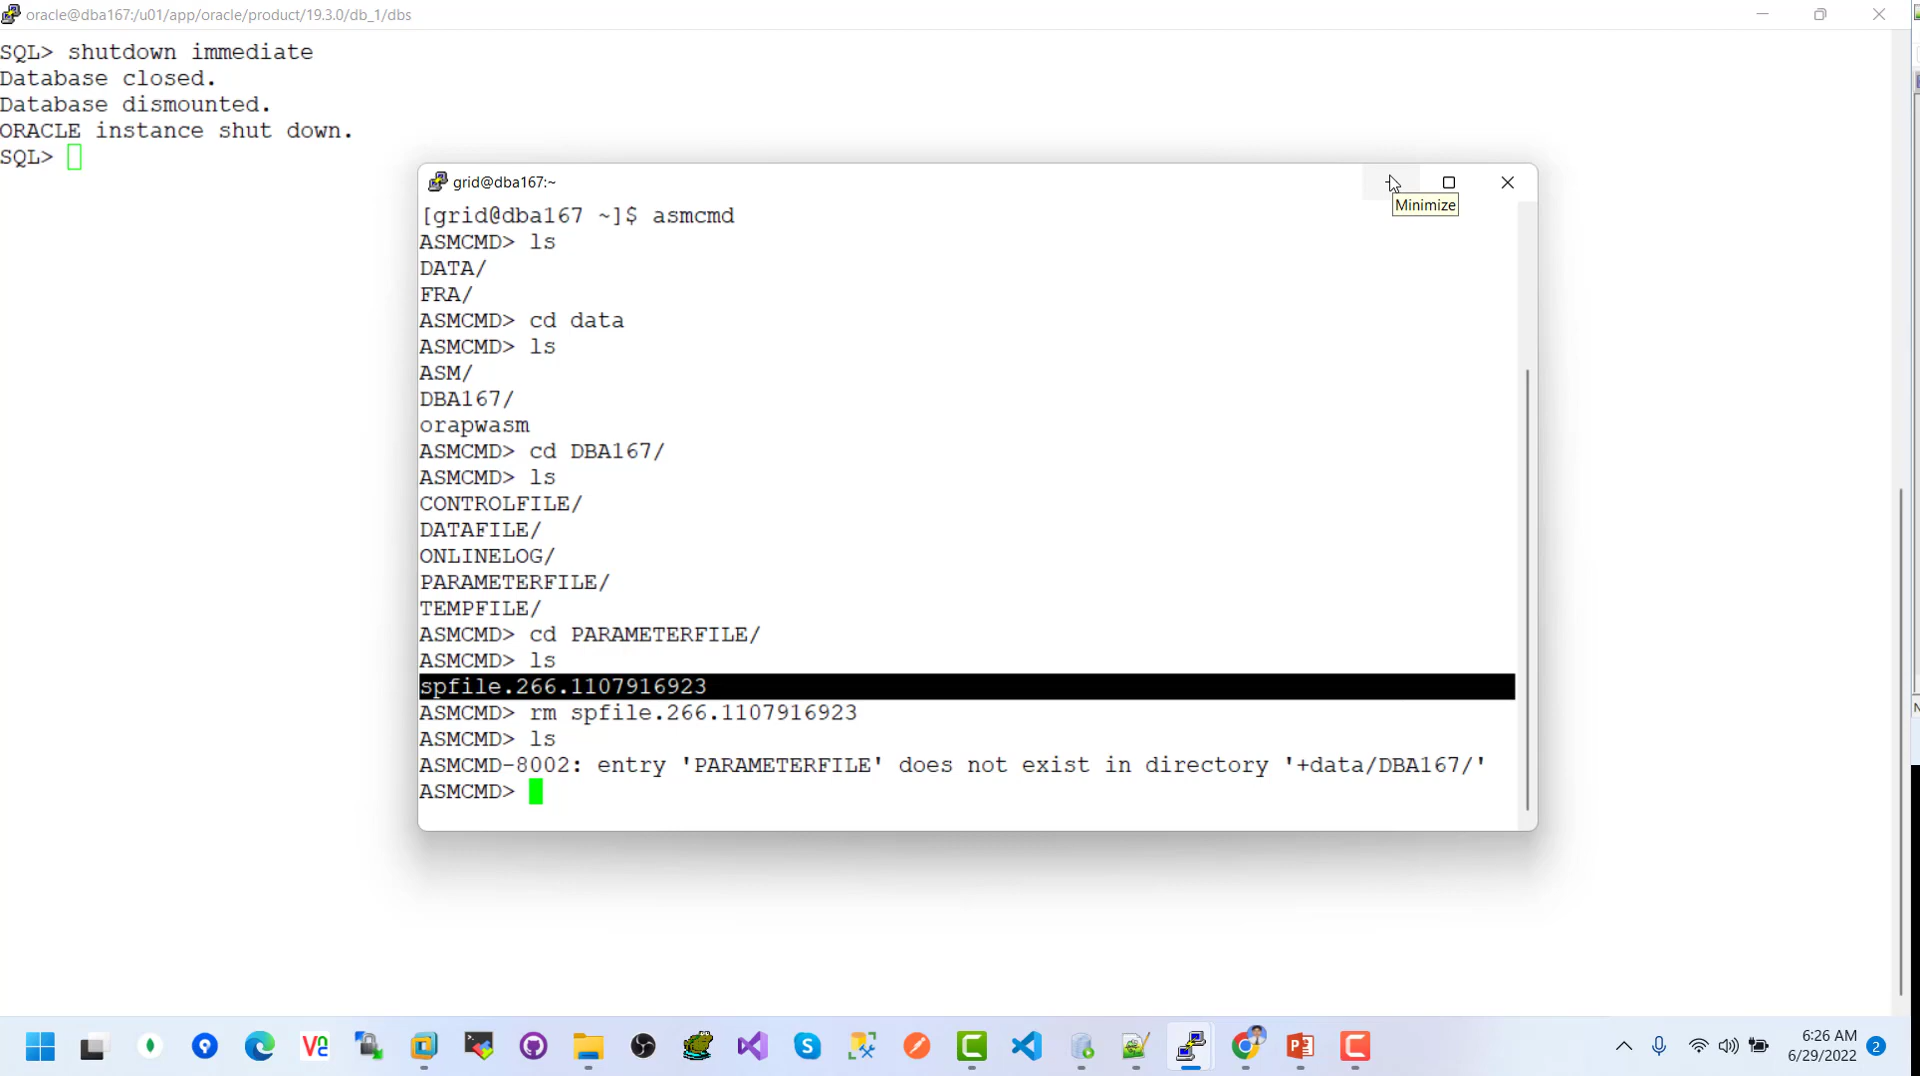 oracle@dba167:/u01/app/oracle/product/19.3.0/db_1/dbs
SQL> shutdown immediate
Database closed.
Database dismounted.
ORACLE instance shut down.
SQL>
grid@dba167:~
Minimize
[grid@dba167 ~]$ asmcmd
ASMCMD> ls
DATA/
FRA/
ASMCMD> cd data
ASMCMD> ls
ASM/
DBA167/
orapwasm
ASMCMD> cd DBA167/
ASMCMD> ls
CONTROLFILE/
DATAFILE/
ONLINELOG/
PARAMETERFILE/
TEMPFILE/
ASMCMD> cd PARAMETERFILE/
ASMCMD> ls
spfile.266.1107916923
ASMCMD> rm spfile.266.1107916923
ASMCMD> ls
ASMCMD-8002: entry 'PARAMETERFILE' does not exist in directory '+data/DBA167/'
ASMCMD>
6:26 AM
6/29/2022
2